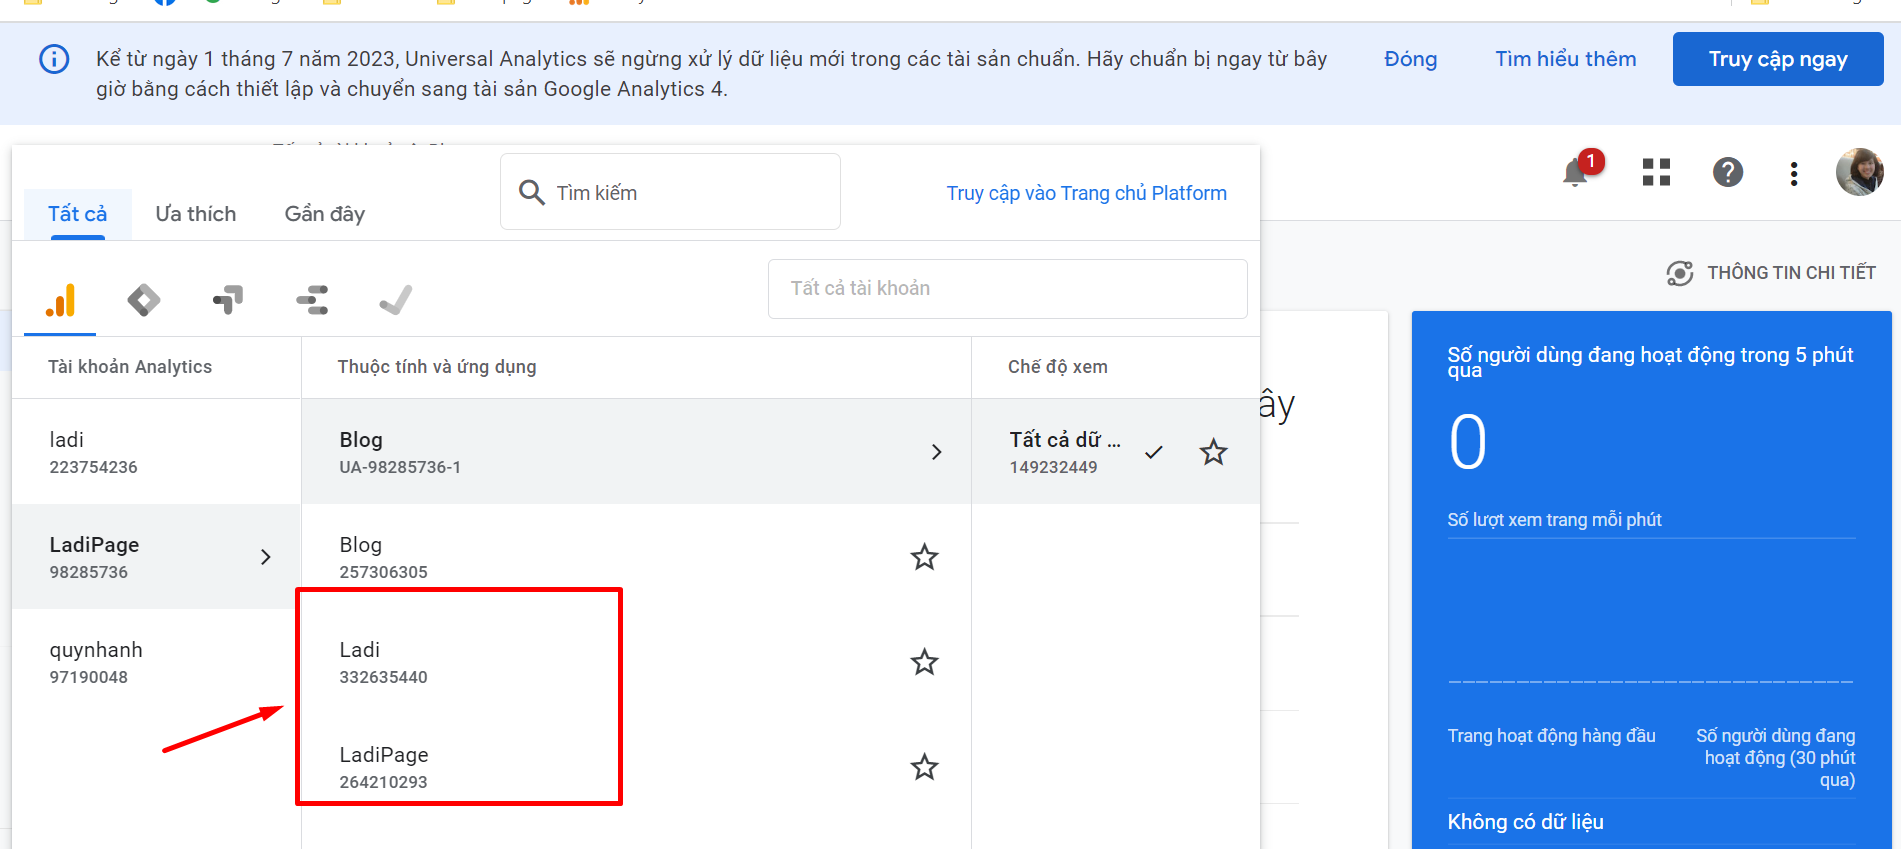 Kể từ ngày 1 tháng 7 năm 2023, Universal Analytics sẽ ngừng xử lý dữ liệu mới trong các tài sản chuẩn. Hãy chuẩn bị ngay từ bây
giờ bằng cách thiết lập và chuyển sang tài sản Google Analytics 4.
Đóng
Tìm hiểu thêm
Truy cập ngay
1
Tất cả
Ưa thích
Gần đây
Tìm kiếm
Truy cập vào Trang chủ Platform
Tất cả tài khoản
THÔNG TIN CHI TIẾT
Tài khoản Analytics
Thuộc tính và ứng dụng
Chế độ xem
ladi
223754236
LadiPage
98285736
quynhanh
97190048
Blog
UA-98285736-1
Blog
257306305
Ladi
332635440
LadiPage
264210293
Tất cả dữ ...
149232449
ây
Số người dùng đang hoạt động trong 5 phút
qua
0
Số lượt xem trang mỗi phút
Trang hoạt động hàng đầu
Số người dùng đang
hoạt động (30 phút
qua)
Không có dữ liệu